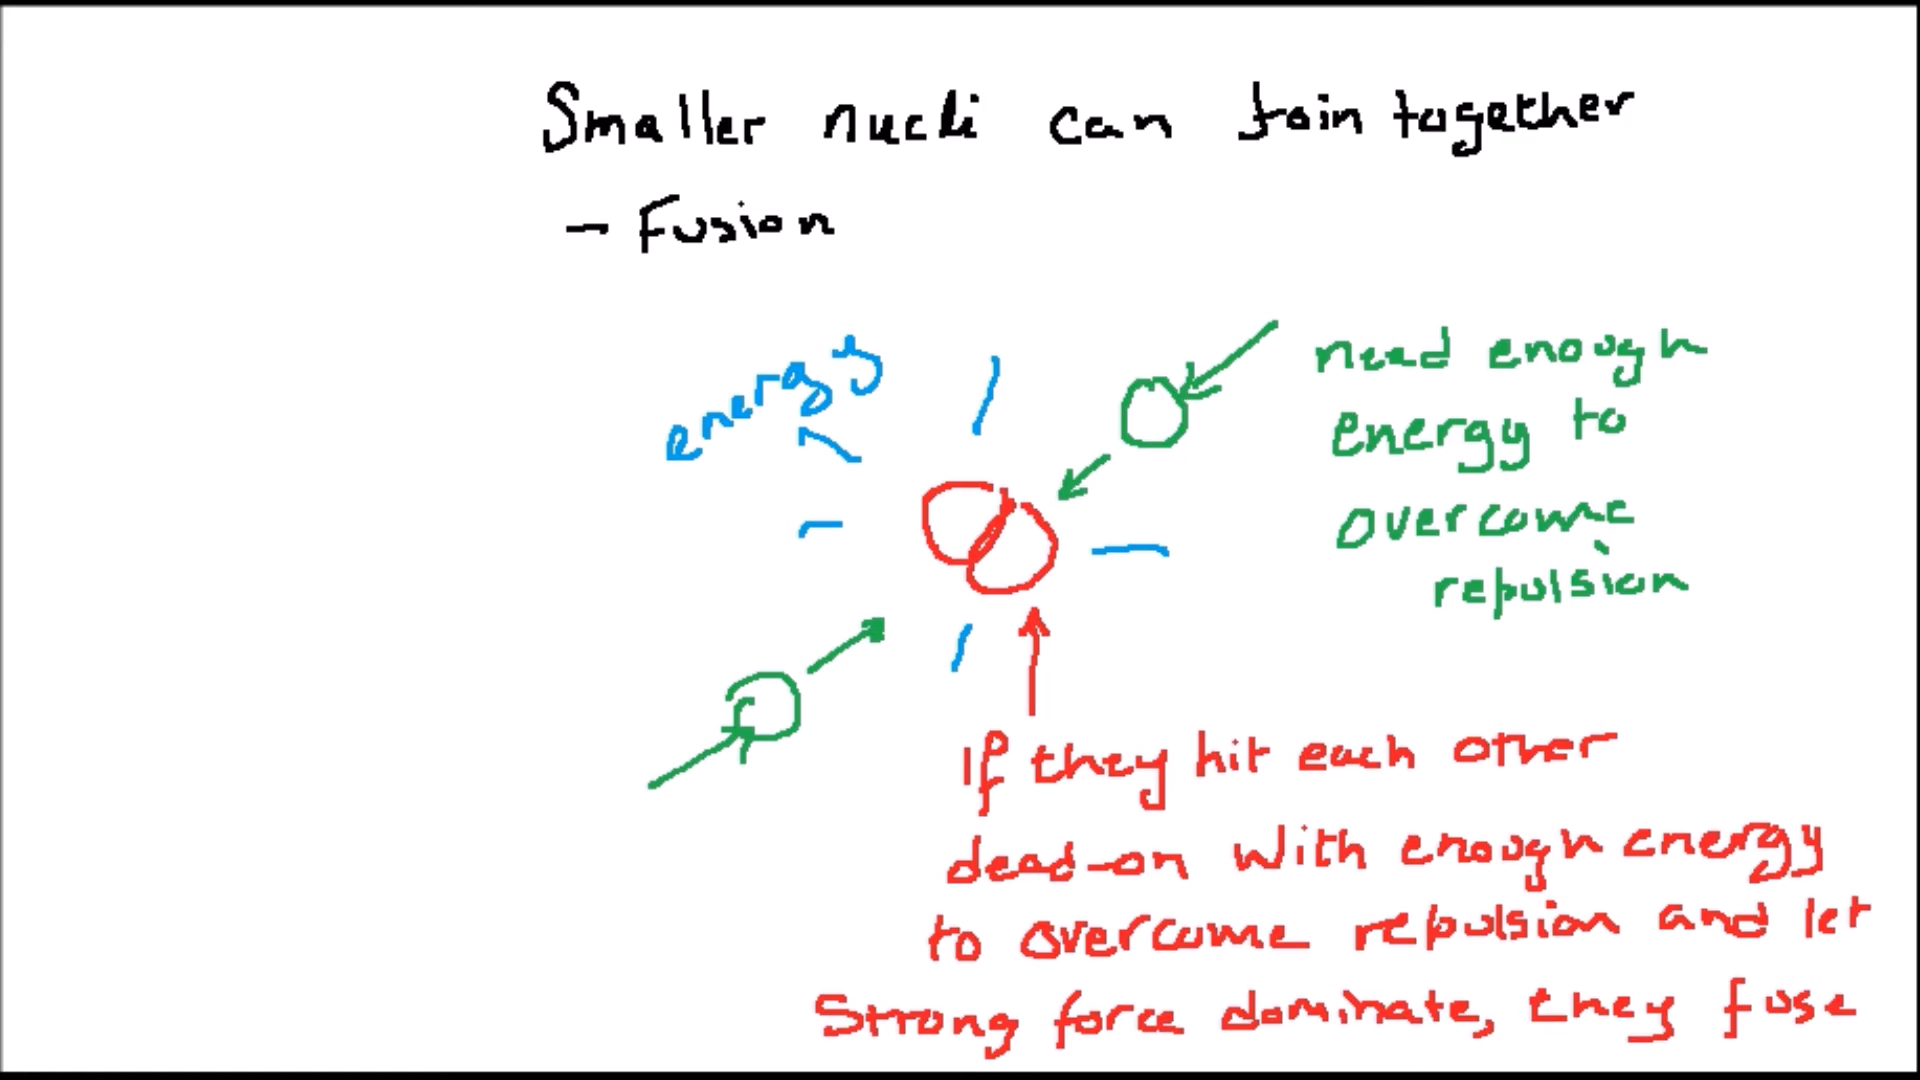 Smaller nucli can join together
- Fusion
energy
need enough
energy to
overcome
repulsion
If they hit each other
dead-on with enough energy
to overcome repulsion and let
strong force dominate, they fuse